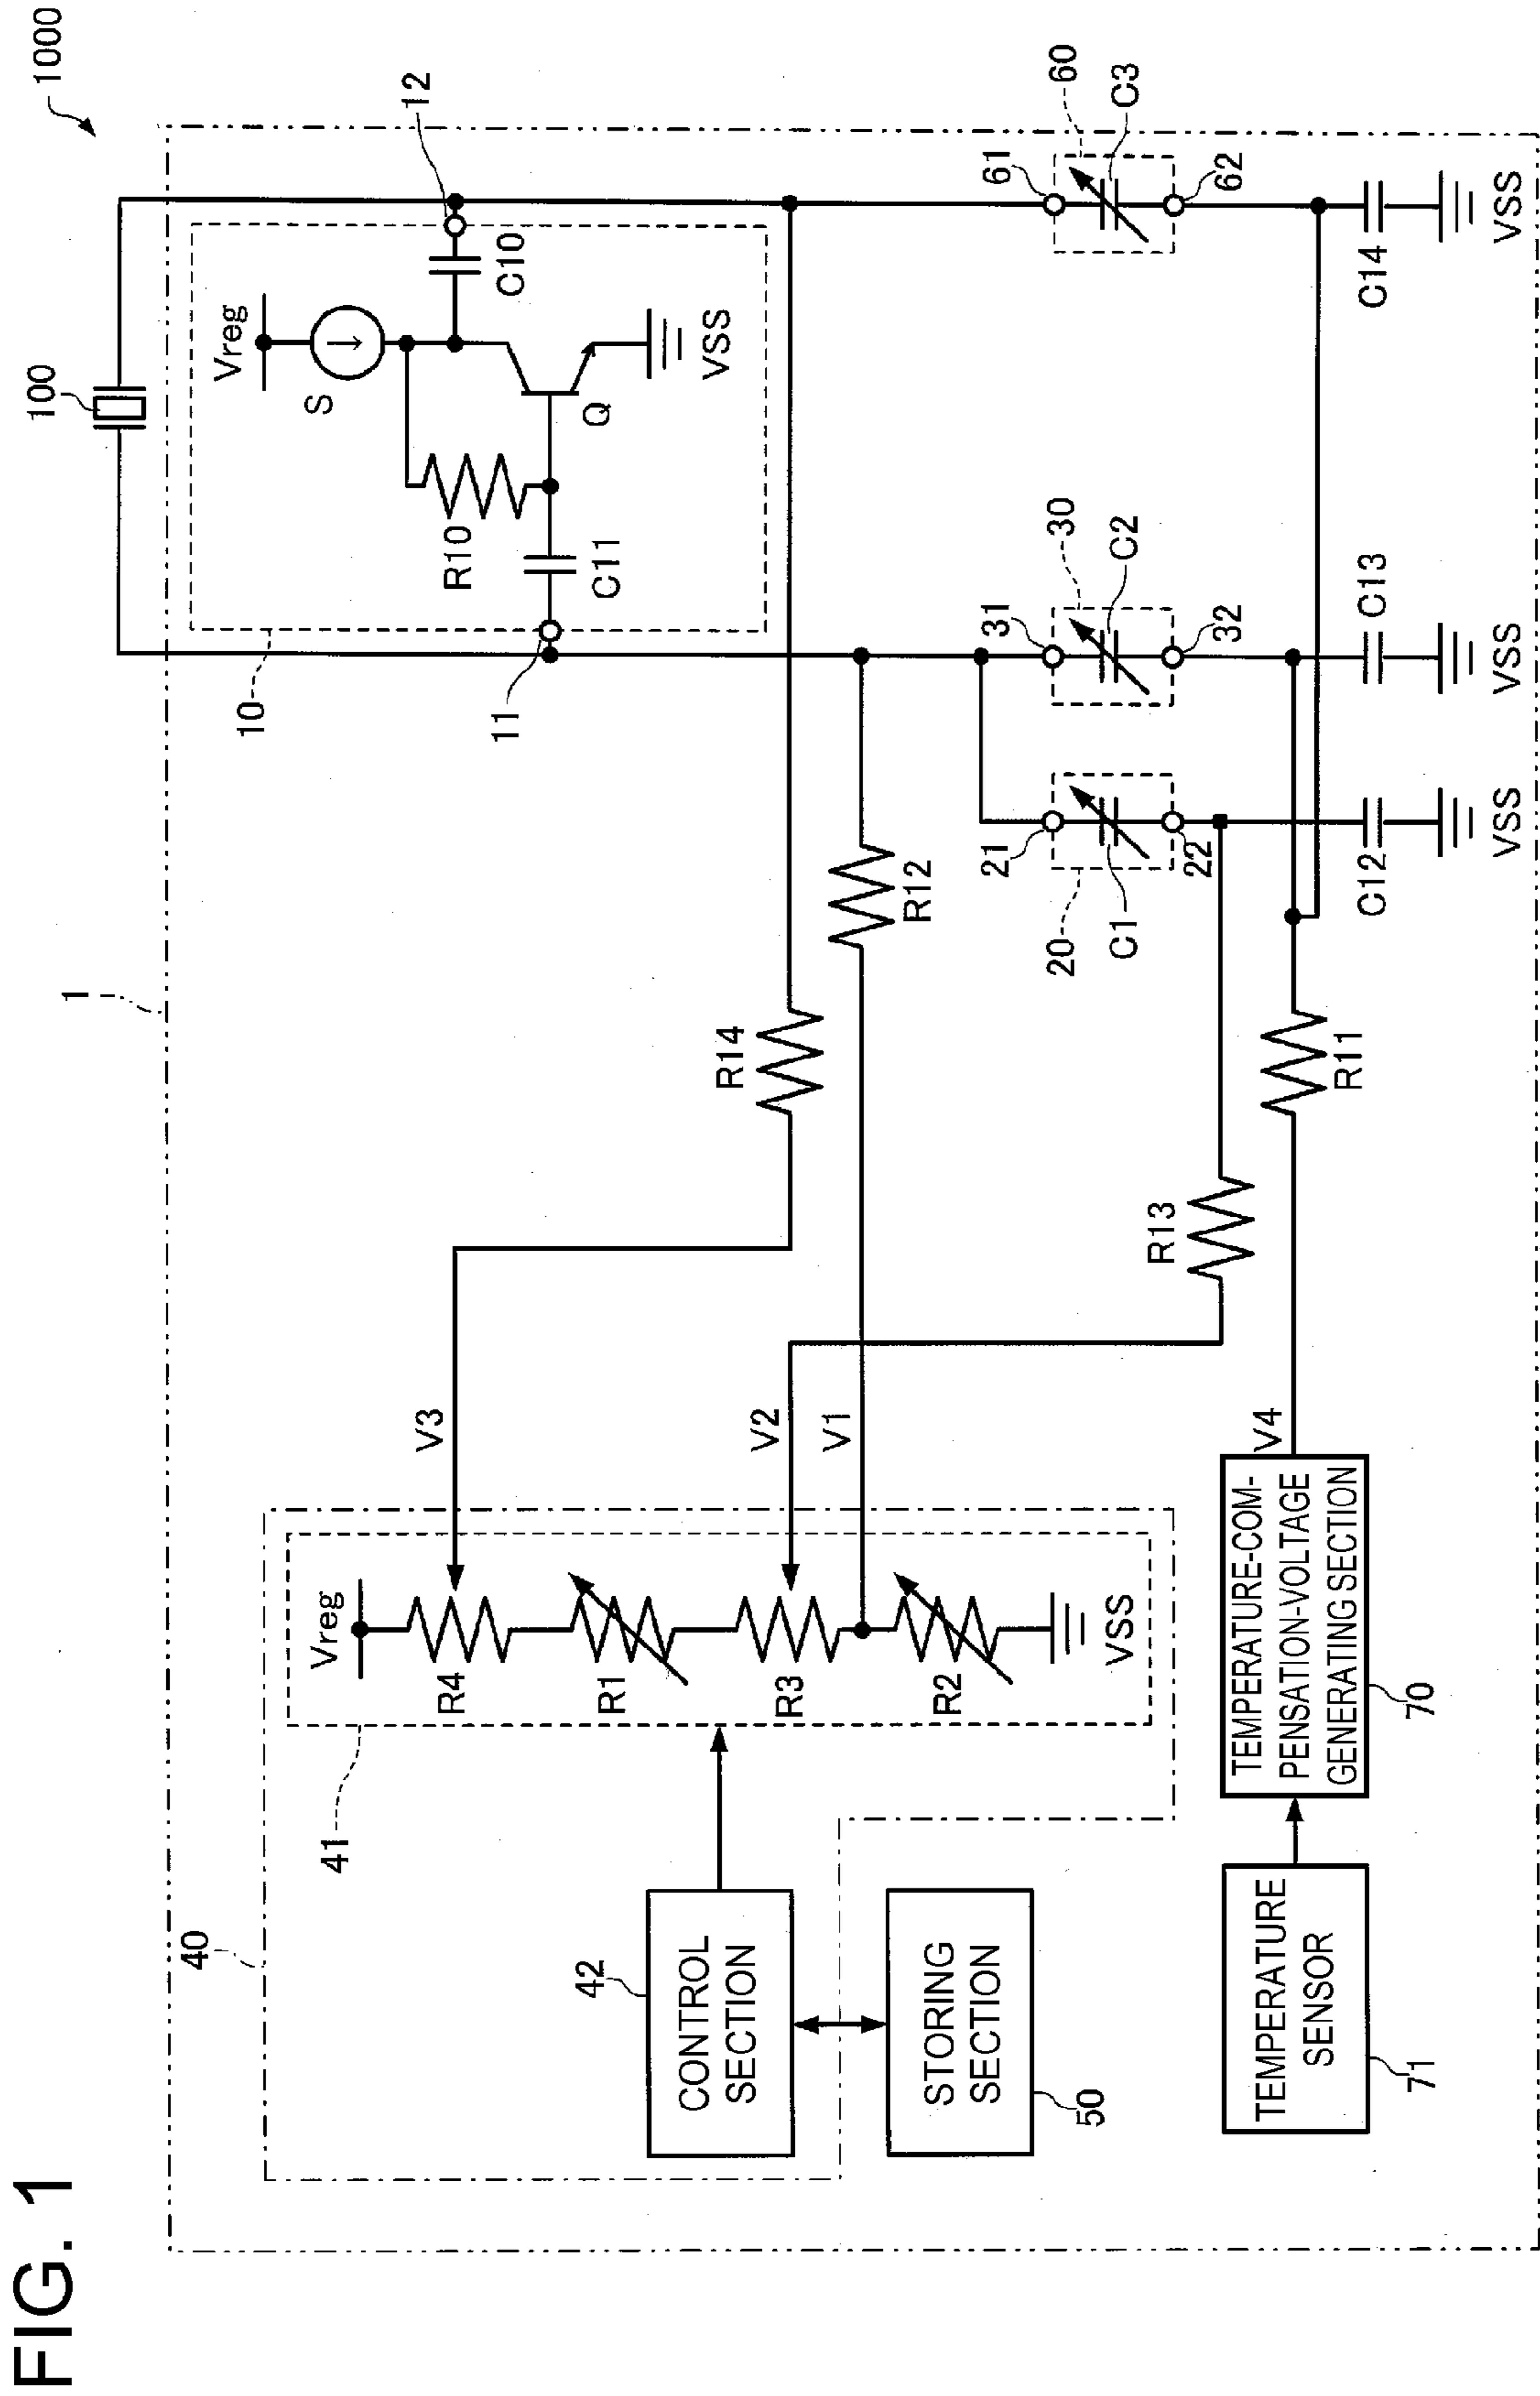 FIG. 1
1000
1
100
40
41
Vreg
R4
R1
R3
R2
VSS
V3
V2
V1
42
CONTROL
SECTION
STORING
SECTION
50
TEMPERATURE
SENSOR
71
TEMPERATURE-COM-
PENSATION-VOLTAGE
GENERATING SECTION
70
V4
R14
R12
R13
R11
10
11
12
Vreg
S
R10
C11
Q
C10
VSS
20
21
C1
22
30
31
C2
32
60
61
C3
62
C12
VSS
C13
VSS
C14
VSS